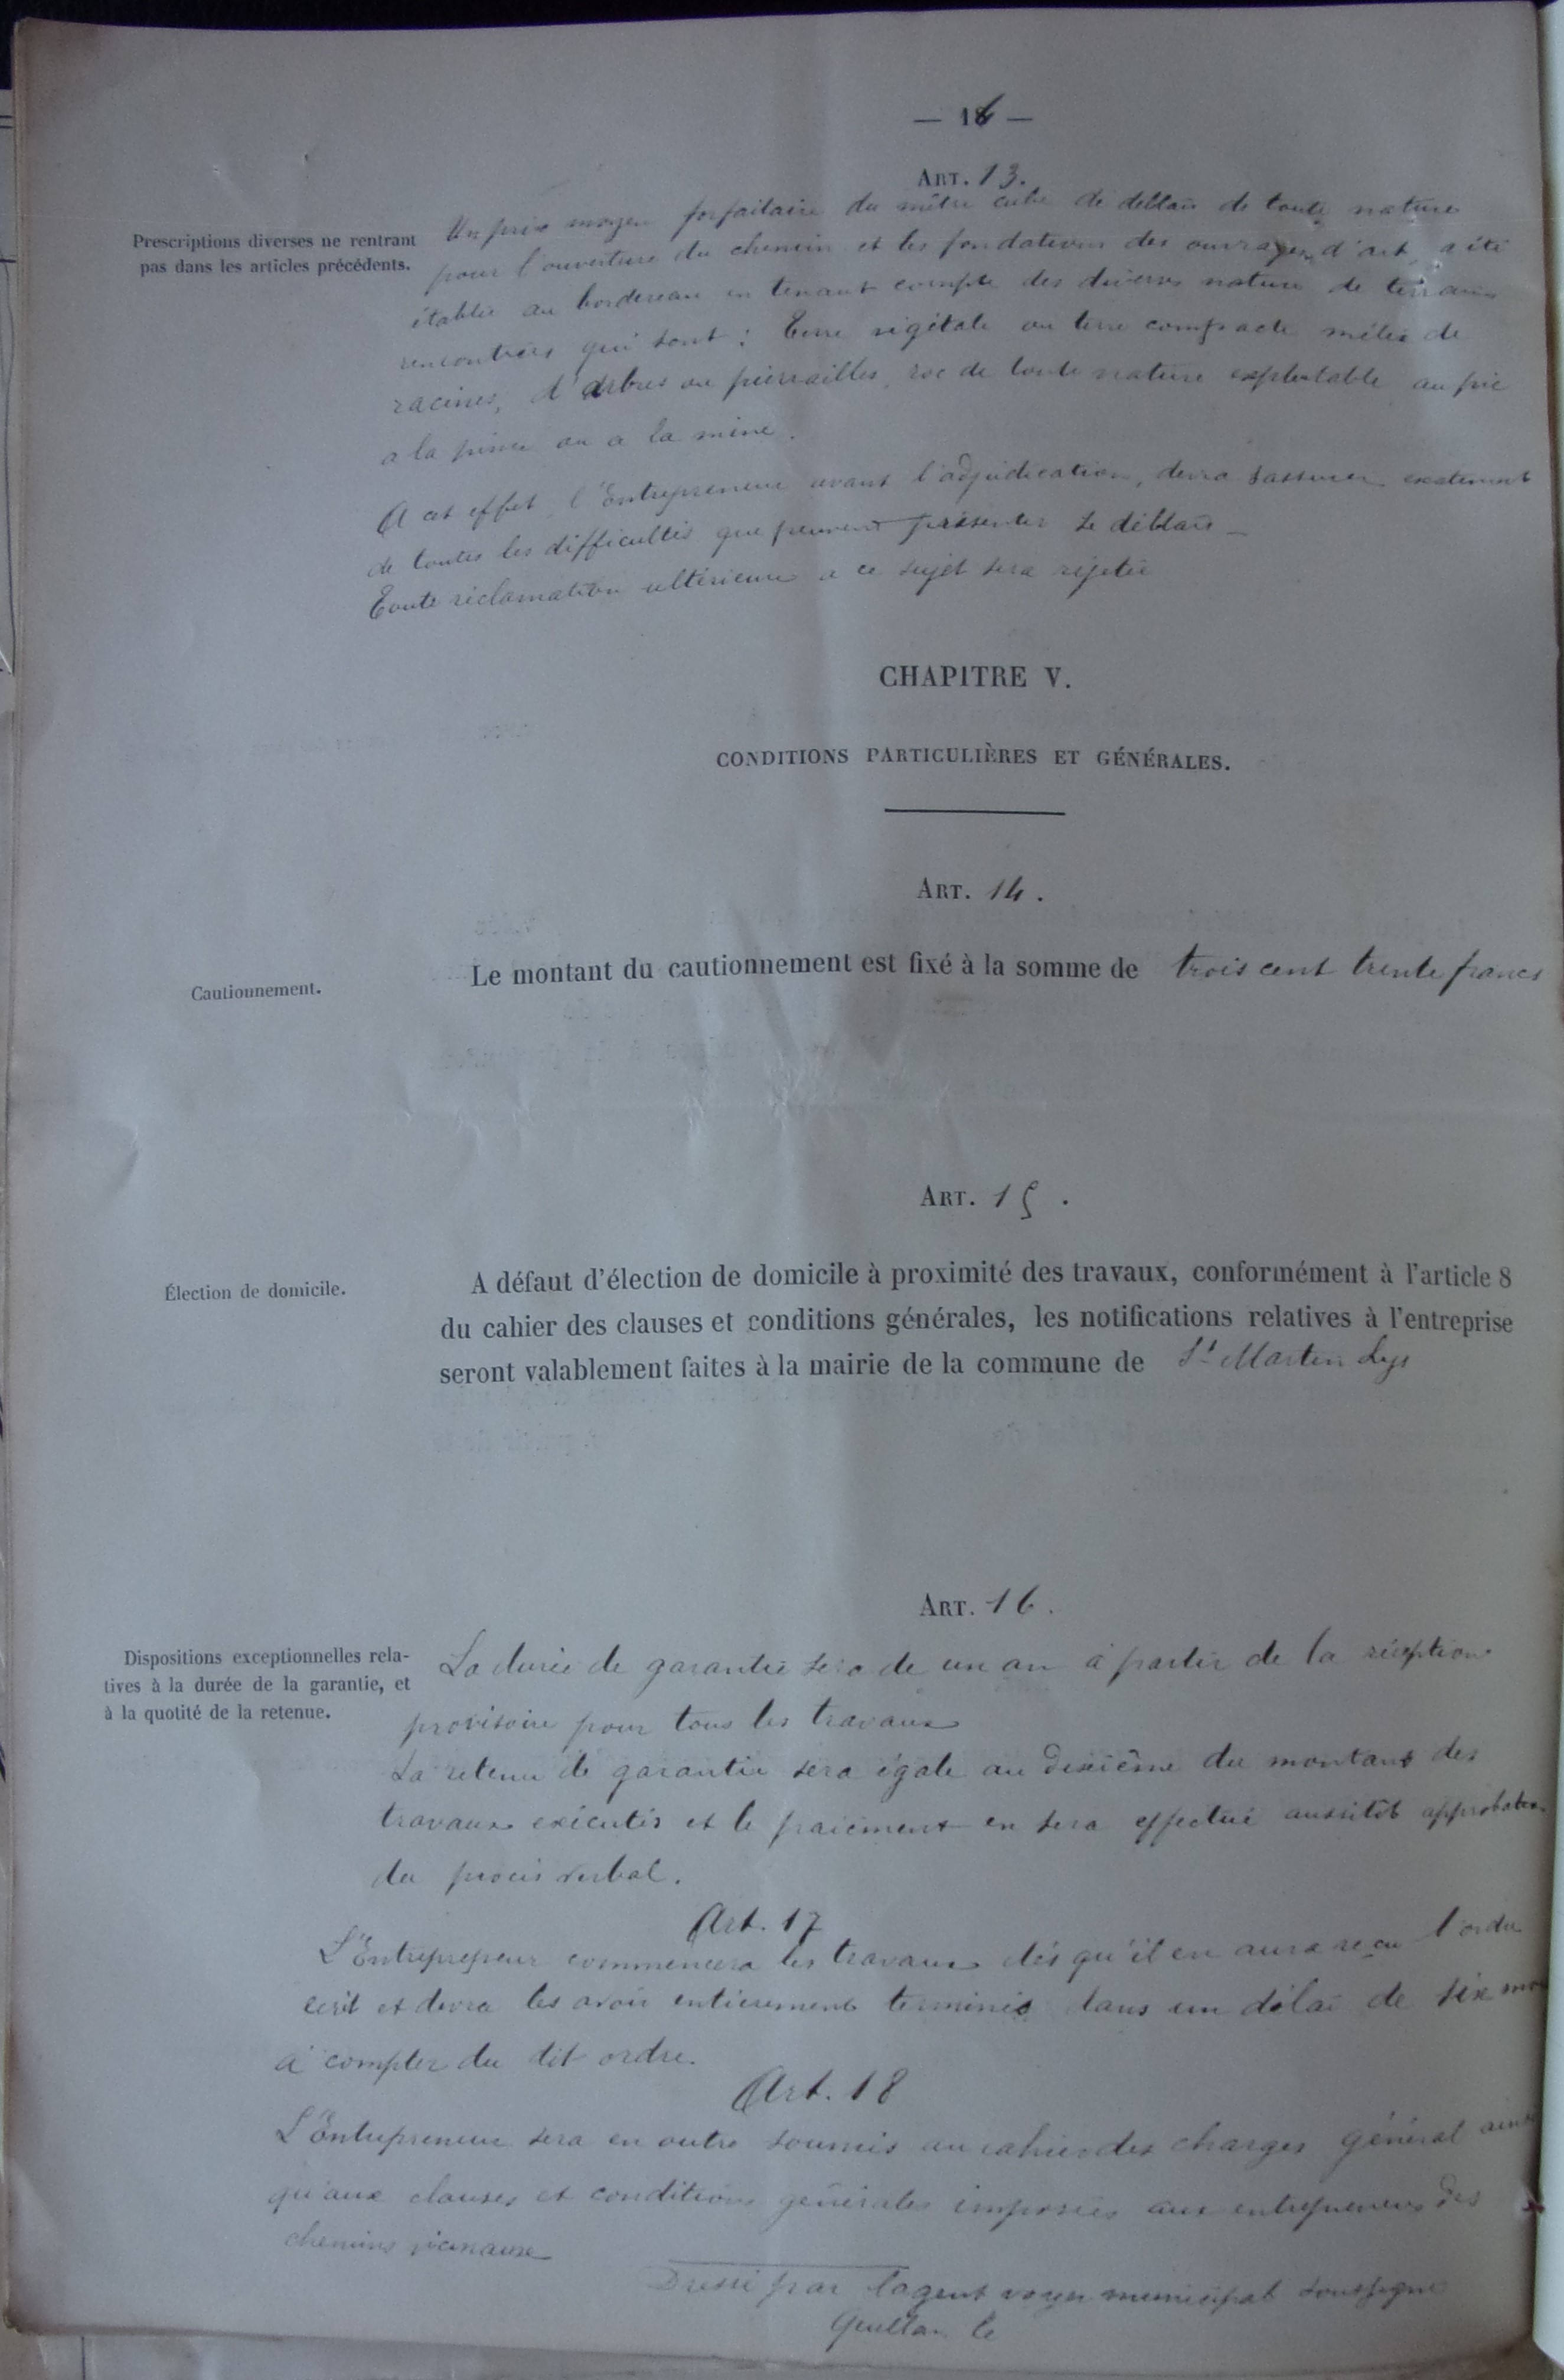 — 16 —
ART. 13.
Prescriptions diverses ne rentrant
pas dans les articles précédents.
Un prix moyen forfaitaire du mètre cube de déblais de toute nature
pour l'ouverture du chemin et les fondations des ouvrages d'art, a été
établie au bordereau en tenant compte des diverses nature de terrains
rencontrées qui sont : Terre végétale ou terre compacte mêlée de
racines, d'arbres ou pierrailles, roc de toute nature exploitable au pic
a la pince ou a la mine.
A cet effet l'Entrepreneur avant l'adjudication, devra sassurer exactement
de toutes les difficultés que peuvent présenter le déblais —
Toute réclamation ultérieure a ce sujet sera rejetée
CHAPITRE V.
CONDITIONS PARTICULIÈRES ET GÉNÉRALES.
ART. 14.
Cautionnement.
Le montant du cautionnement est fixé à la somme de trois cent trente francs
ART. 15.
Élection de domicile.
A défaut d'élection de domicile à proximité des travaux, conformément à l'article 8
du cahier des clauses et conditions générales, les notifications relatives à l'entreprise
seront valablement faites à la mairie de la commune de St Martin Lys
ART. 16.
Dispositions exceptionnelles rela-
tives à la durée de la garantie, et
à la quotité de la retenue.
La durée de garantie sera de un an à partir de la réception
provisoire pour tous les travaux
La retenue de garantie sera égale au dixième du montant des
travaux exécutés et le paiement en sera effectué aussitôt approbation
du procès verbal.
Art. 17
L'Entrepreneur commencera les travaux dès qu'il en aura reçu l'ordre
écrit et devra les avoir entièrement terminés dans un délai de six mois
à compter du dit ordre.
Art. 18
L'Entrepreneur sera en outre soumis au cahier des charges général ainsi
qu'aux clauses et conditions générales imposées aux entrepreneurs des
chemins vicinaux
Dressé par l'agent voyer municipal soussigné
Quillan le